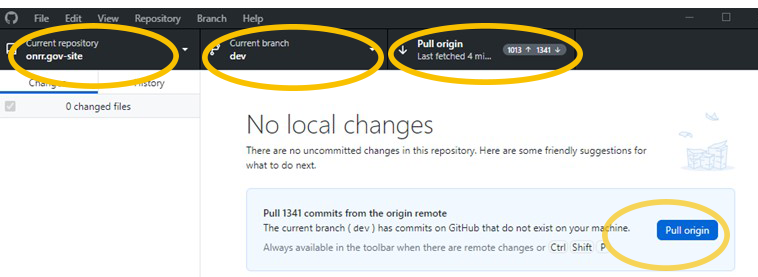 File Edit View Repository Branch Help
Current repository
onrr.gov-site
Current branch
dev
Pull origin
Last fetched 4 mi...
1013 ↑ 1341 ↓
Changes History
0 changed files
No local changes
There are no uncommitted changes in this repository. Here are some friendly suggestions for
what to do next.
Pull 1341 commits from the origin remote
The current branch ( dev ) has commits on GitHub that do not exist on your machine.
Always available in the toolbar when there are remote changes or Ctrl Shift P
Pull origin